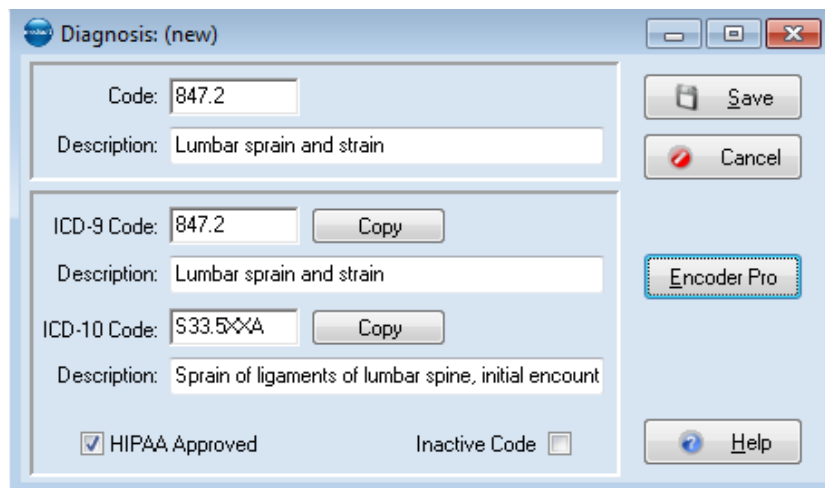 Diagnosis: (new)
Code: 847.2
Description: Lumbar sprain and strain
Save
Cancel
ICD-9 Code: 847.2 Copy
Description: Lumbar sprain and strain
Encoder Pro
ICD-10 Code: S33.5XXA Copy
Description: Sprain of ligaments of lumbar spine, initial encount
HIPAA Approved Inactive Code
Help